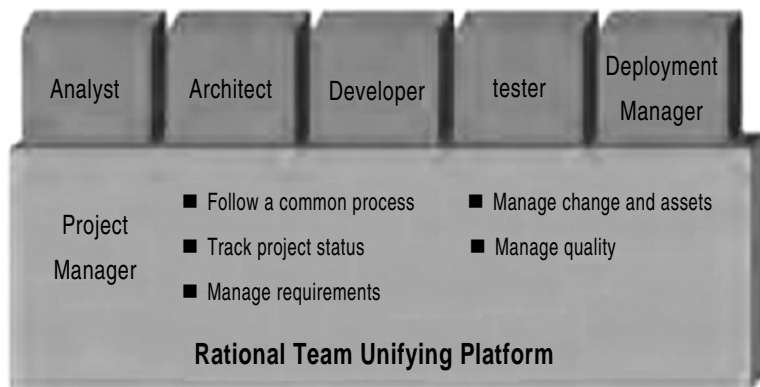 Analyst
Architect
Developer
tester
Deployment
Manager
Project
Manager
■ Follow a common process
■ Track project status
■ Manage requirements
■ Manage change and assets
■ Manage quality
Rational Team Unifying Platform